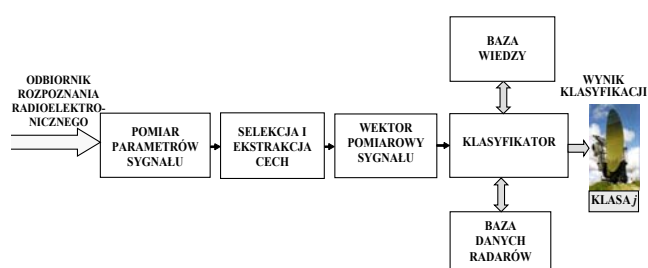 BAZA
WIEDZY
ODBIORNIK
ROZPOZNANIA
RADIOELEKTRO-
NICZNEGO
WYNIK
KLASYFIKACJI
POMIAR
PARAMETRÓW
SYGNAŁU
SELEKCJA I
EKSTRAKCJA
CECH
WEKTOR
POMIAROWY
SYGNAŁU
KLASYFIKATOR
KLASA j
BAZA
DANYCH
RADARÓW